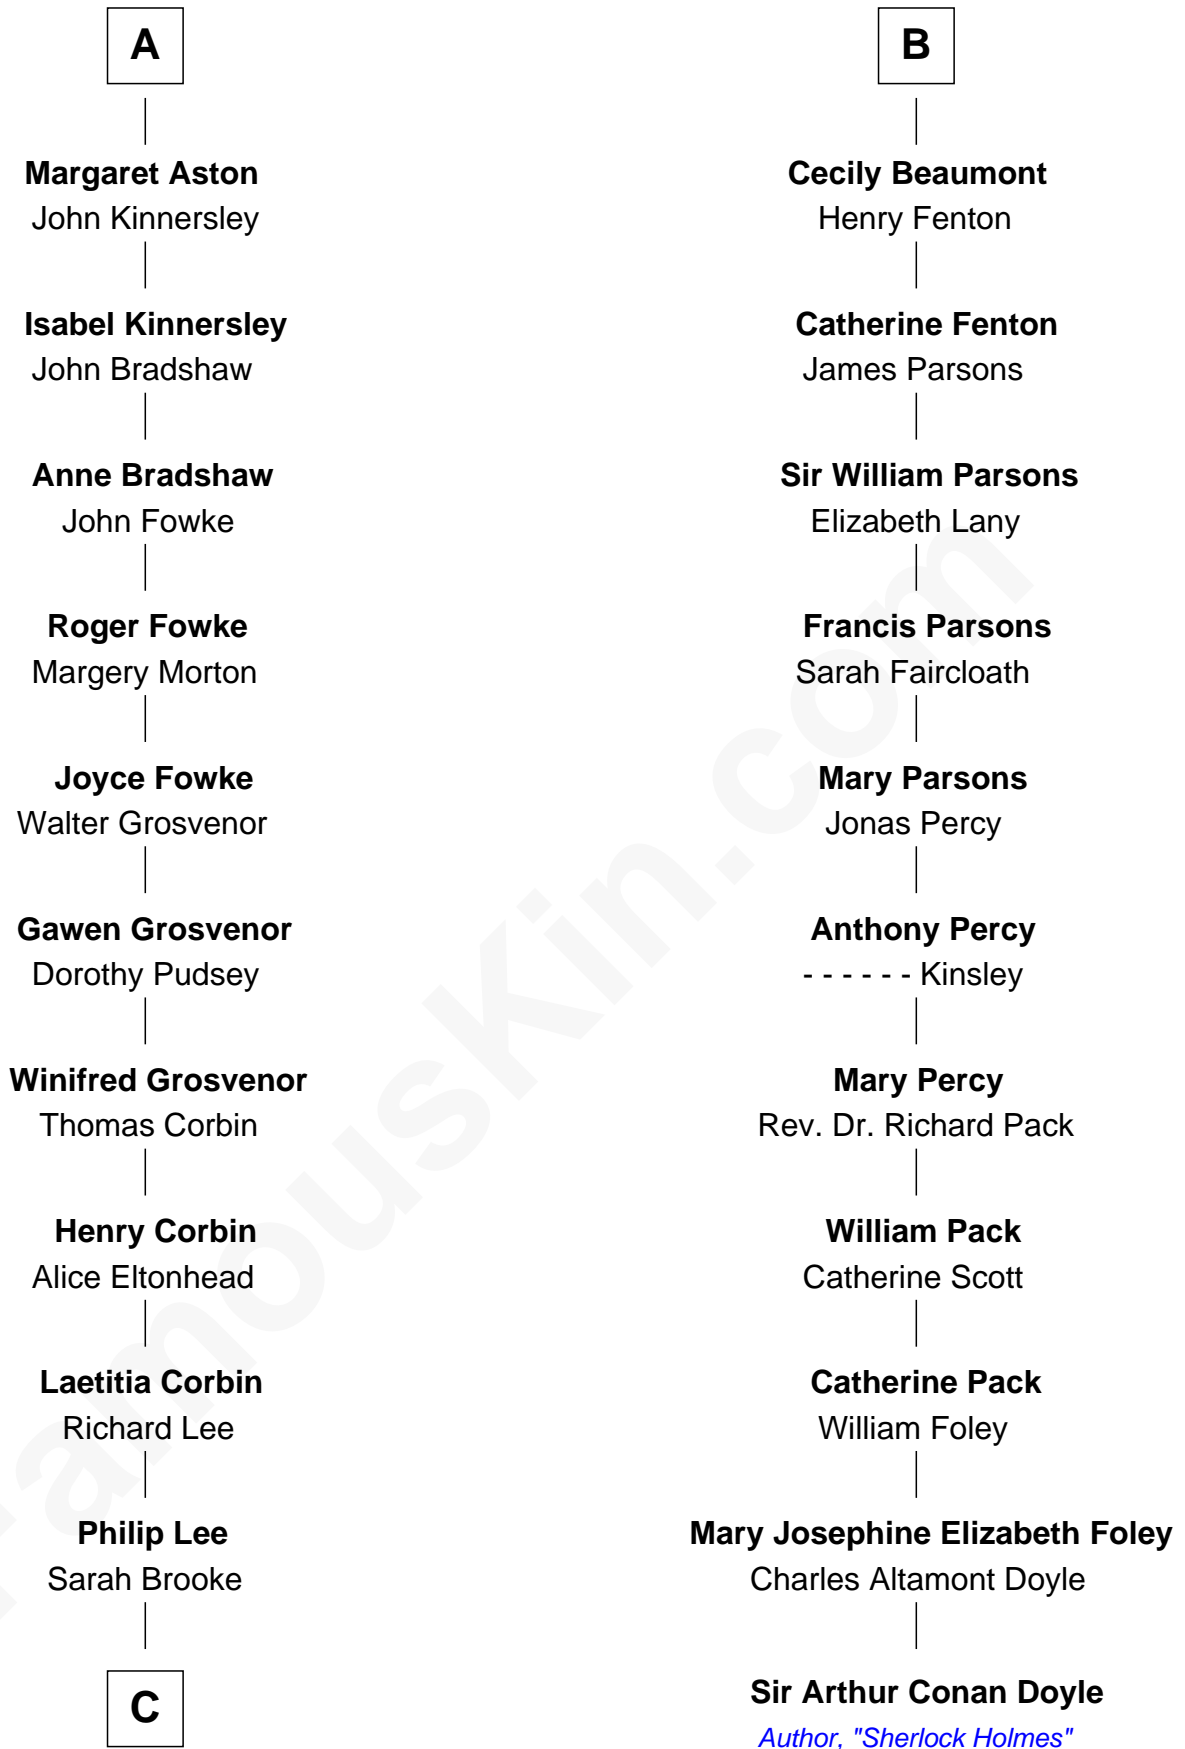 A
Margaret Aston
John Kinnersley
Isabel Kinnersley
John Bradshaw
Anne Bradshaw
John Fowke
Roger Fowke
Margery Morton
Joyce Fowke
Walter Grosvenor
Gawen Grosvenor
Dorothy Pudsey
Winifred Grosvenor
Thomas Corbin
Henry Corbin
Alice Eltonhead
Laetitia Corbin
Richard Lee
Philip Lee
Sarah Brooke
C
B
Cecily Beaumont
Henry Fenton
Catherine Fenton
James Parsons
Sir William Parsons
Elizabeth Lany
Francis Parsons
Sarah Faircloath
Mary Parsons
Jonas Percy
Anthony Percy
- - - - - - Kinsley
Mary Percy
Rev. Dr. Richard Pack
William Pack
Catherine Scott
Catherine Pack
William Foley
Mary Josephine Elizabeth Foley
Charles Altamont Doyle
Sir Arthur Conan Doyle
Author, "Sherlock Holmes"
FamousKin.com